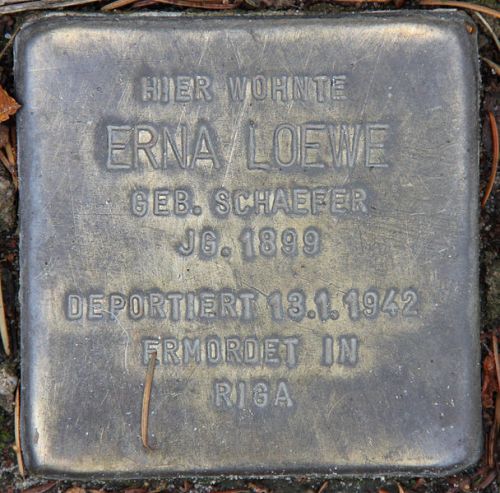 HIER WOHNTE
ERNA LOEWE
GEB. SCHAEFER
JG. 1899
DEPORTIERT 13.1.1942
ERMORDET IN
RIGA